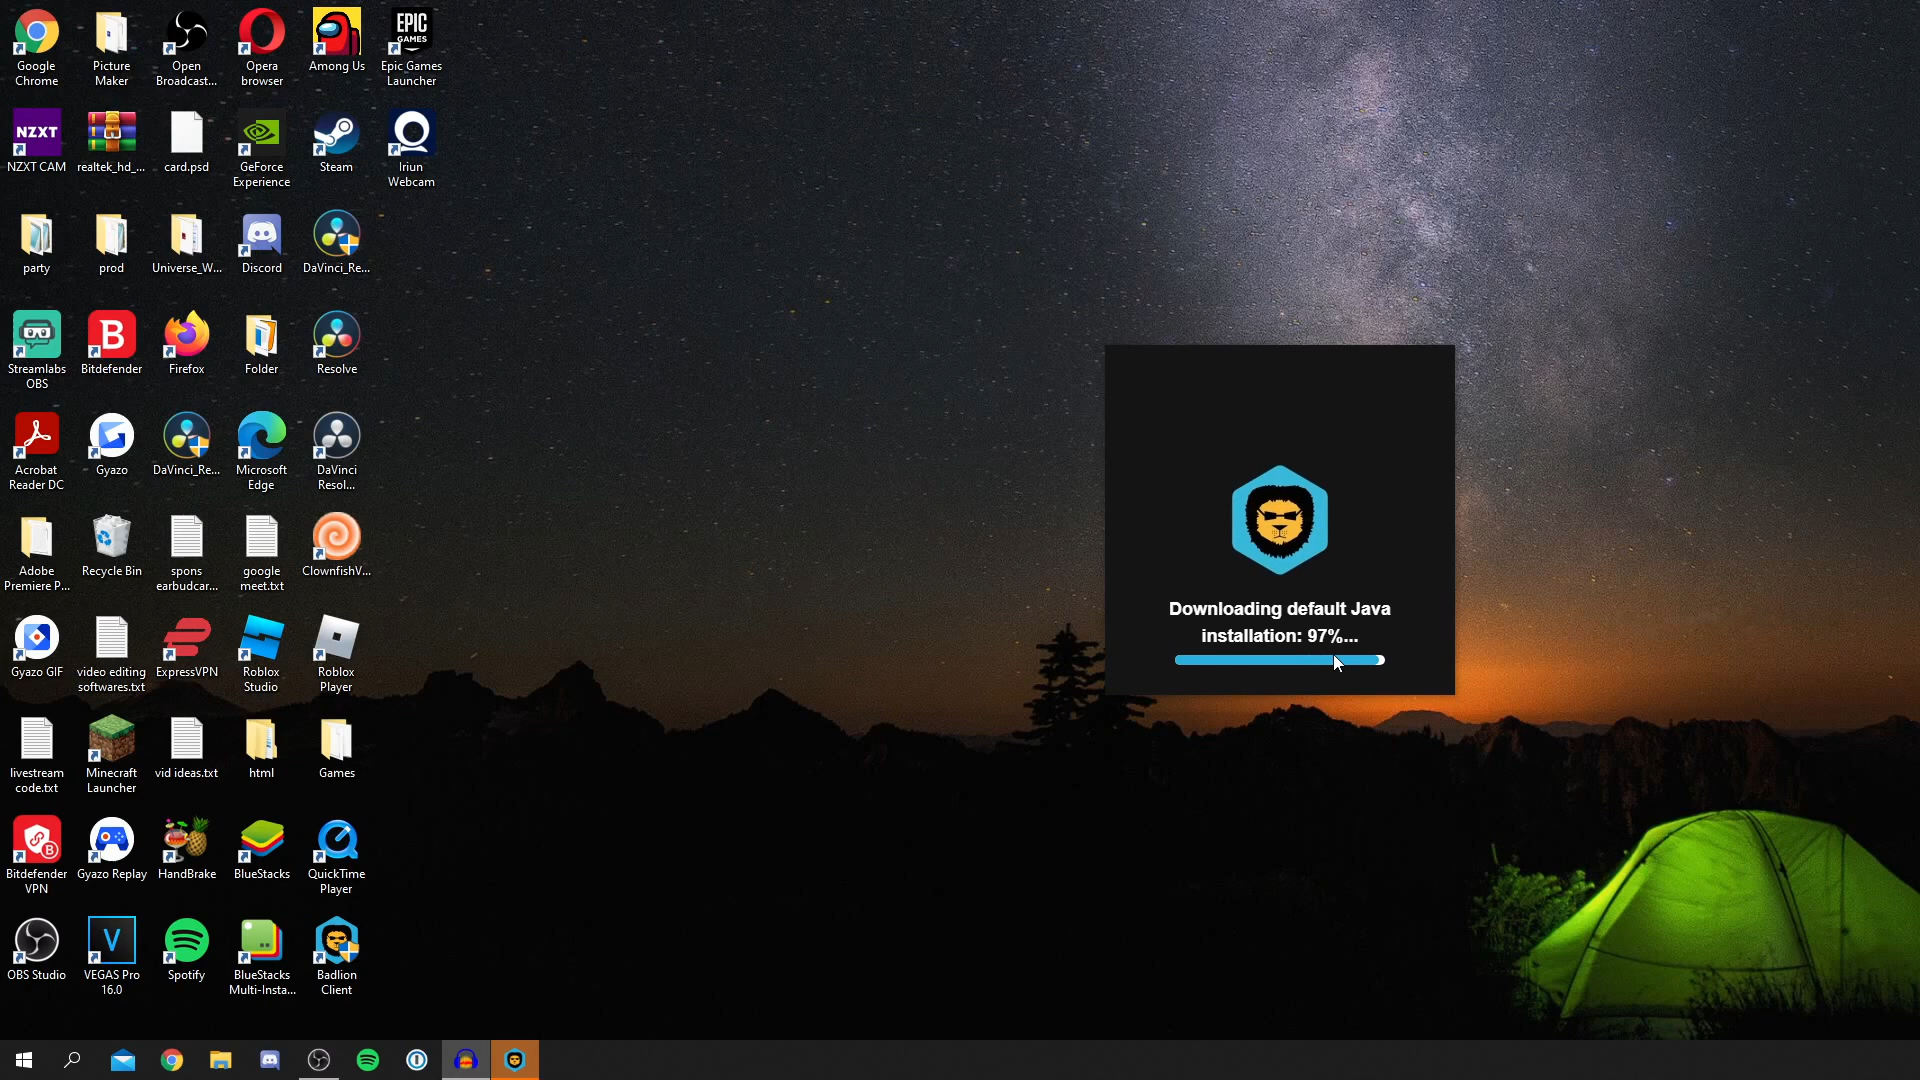 Google
Chrome
Picture
Maker
Open
Broadcast...
Opera
browser
Among Us
EPIC
GAMES
Epic Games
Launcher
NZXT
NZXT CAM
realtek_hd_...
card.psd
GeForce
Experience
Steam
Iriun
Webcam
party
prod
Universe_W...
Discord
DaVinci_Re...
Streamlabs
OBS
B
Bitdefender
Firefox
Folder
Resolve
Acrobat
Reader DC
Gyazo
DaVinci_Re...
Microsoft
Edge
DaVinci
Resol...
Adobe
Premiere P...
Recycle Bin
spons
earbudcar...
google
meet.txt
ClownfishV...
Gyazo GIF
video editing
softwares.txt
ExpressVPN
Roblox
Studio
Roblox
Player
livestream
code.txt
Minecraft
Launcher
vid ideas.txt
html
Games
B
Bitdefender
VPN
Gyazo Replay
HandBrake
BlueStacks
QuickTime
Player
OBS Studio
V
VEGAS Pro
16.0
Spotify
BlueStacks
Multi-Insta...
Badlion
Client
Downloading default Java
installation: 97%...